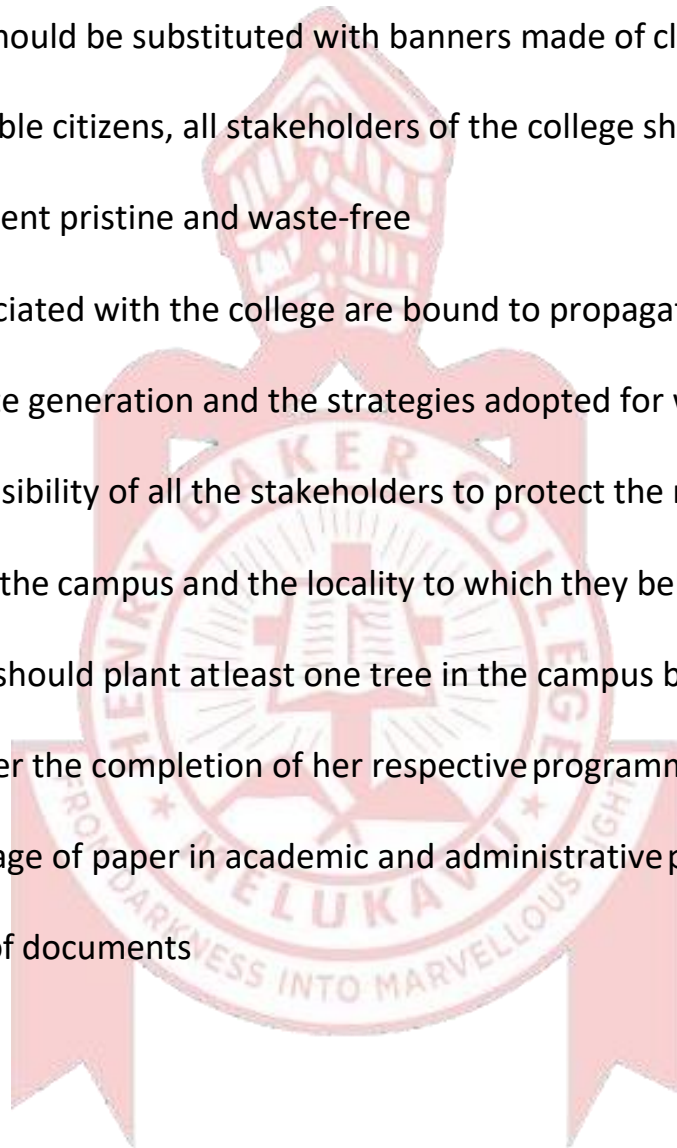 hould be substituted with banners made of cl
ble citizens, all stakeholders of the college sh
ent pristine and waste-free
ciated with the college are bound to propagat
te generation and the strategies adopted for
sibility of all the stakeholders to protect the
the campus and the locality to which they be
should plant atleast one tree in the campus b
er the completion of her respective programm
age of paper in academic and administrative p
of documents
HENRY BAKER COLLEGE
MELUKAVU
FROM DARKNESS INTO MARVELLOUS LIGHT